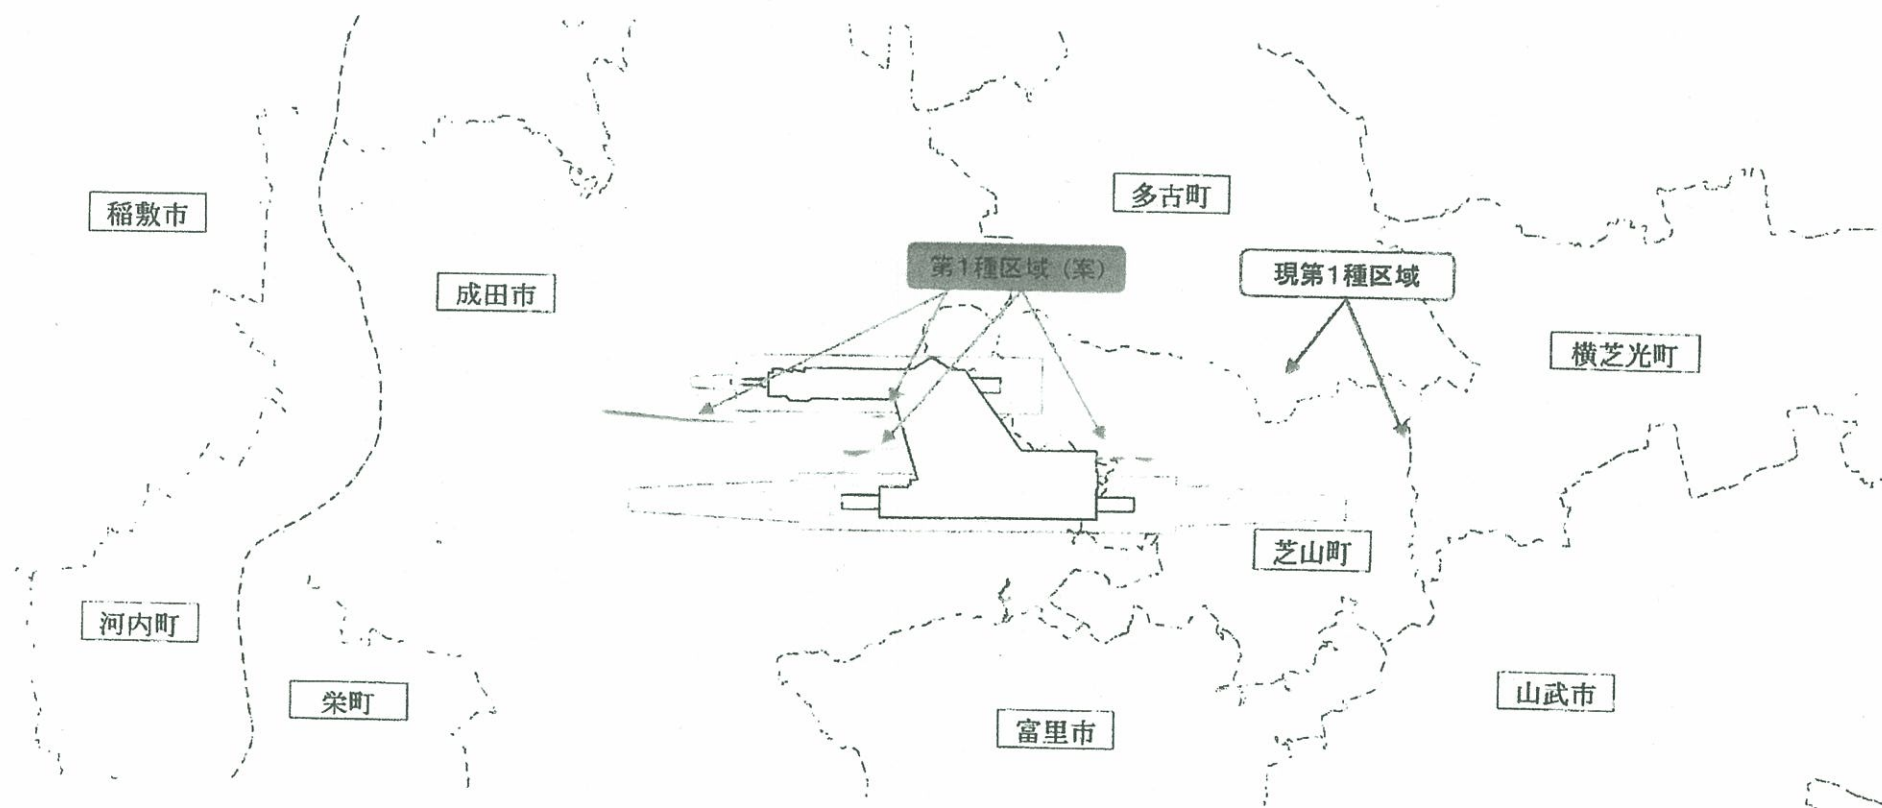 稲敷市
多古町
第1種区域（案）
現第1種区域
成田市
横芝光町
芝山町
河内町
栄町
富里市
山武市